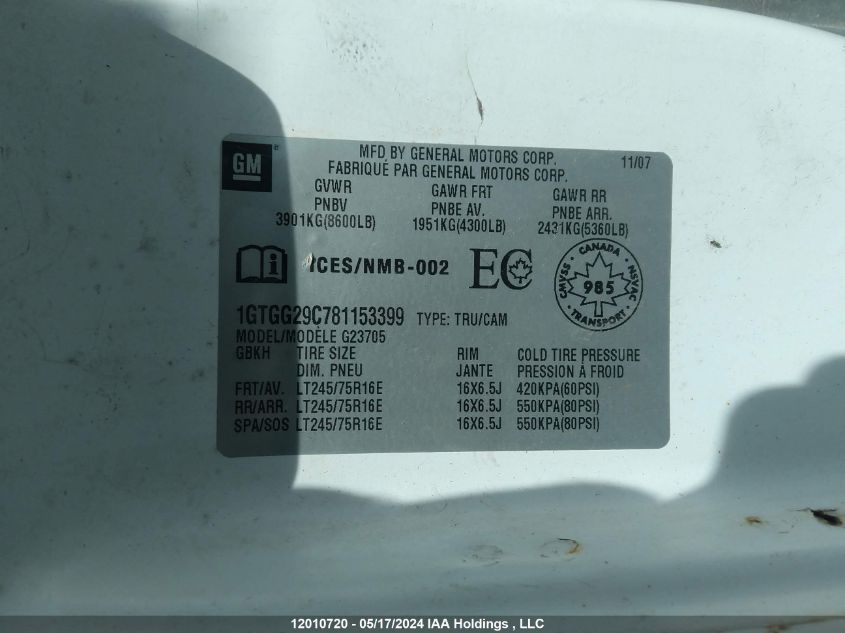 GM
MFD BY GENERAL MOTORS CORP. 11/07
FABRIQUÉ PAR GENERAL MOTORS CORP.
GVWR GAWR FRT GAWR RR
PNBV PNBE AV. PNBE ARR.
3901KG(8600LB) 1951KG(4300LB) 2431KG(5360LB)
ICES/NMB-002 EC
CANADA
CMVSS 985 NSVAC
TRANSPORT
1GTGG29C781153399 TYPE: TRU/CAM
MODEL/MODÈLE G23705
GBKH TIRE SIZE RIM COLD TIRE PRESSURE
DIM. PNEU JANTE PRESSION À FROID
FRT/AV. LT245/75R16E 16X6.5J 420KPA(60PSI)
RR/ARR. LT245/75R16E 16X6.5J 550KPA(80PSI)
SPA/SOS LT245/75R16E 16X6.5J 550KPA(80PSI)
12010720 - 05/17/2024 IAA Holdings , LLC